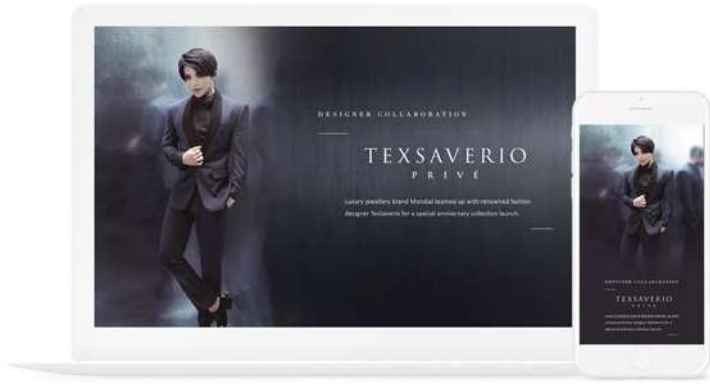 DESIGNER COLLABORATION
TEXSAVERIO
PRIVÉ
Luxury jewellery brand Mondial teamed up with renowned fashion
designer TexSaverio for a special anniversary collection launch.
DESIGNER COLLABORATION
TEXSAVERIO
PRIVÉ